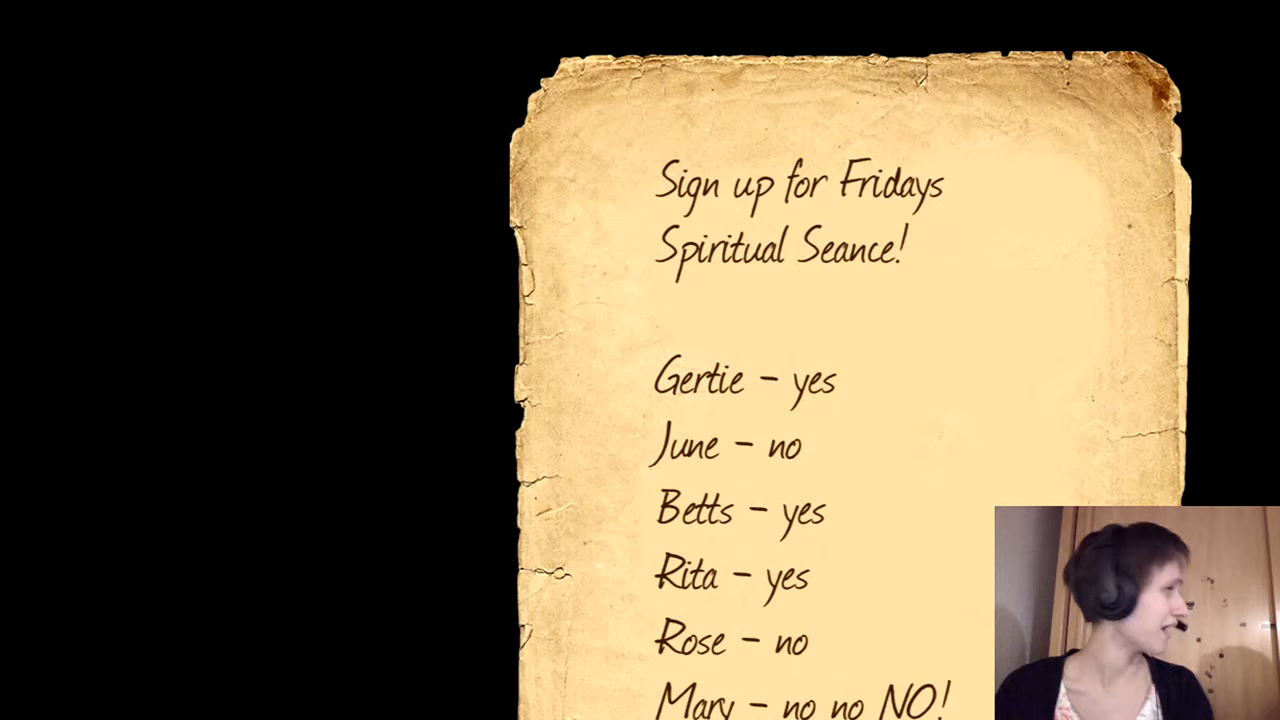 Sign up for Fridays
Spiritual Seance!
Gertie - yes
June - no
Betts - yes
Rita - yes
Rose - no
Mary - no no NO!